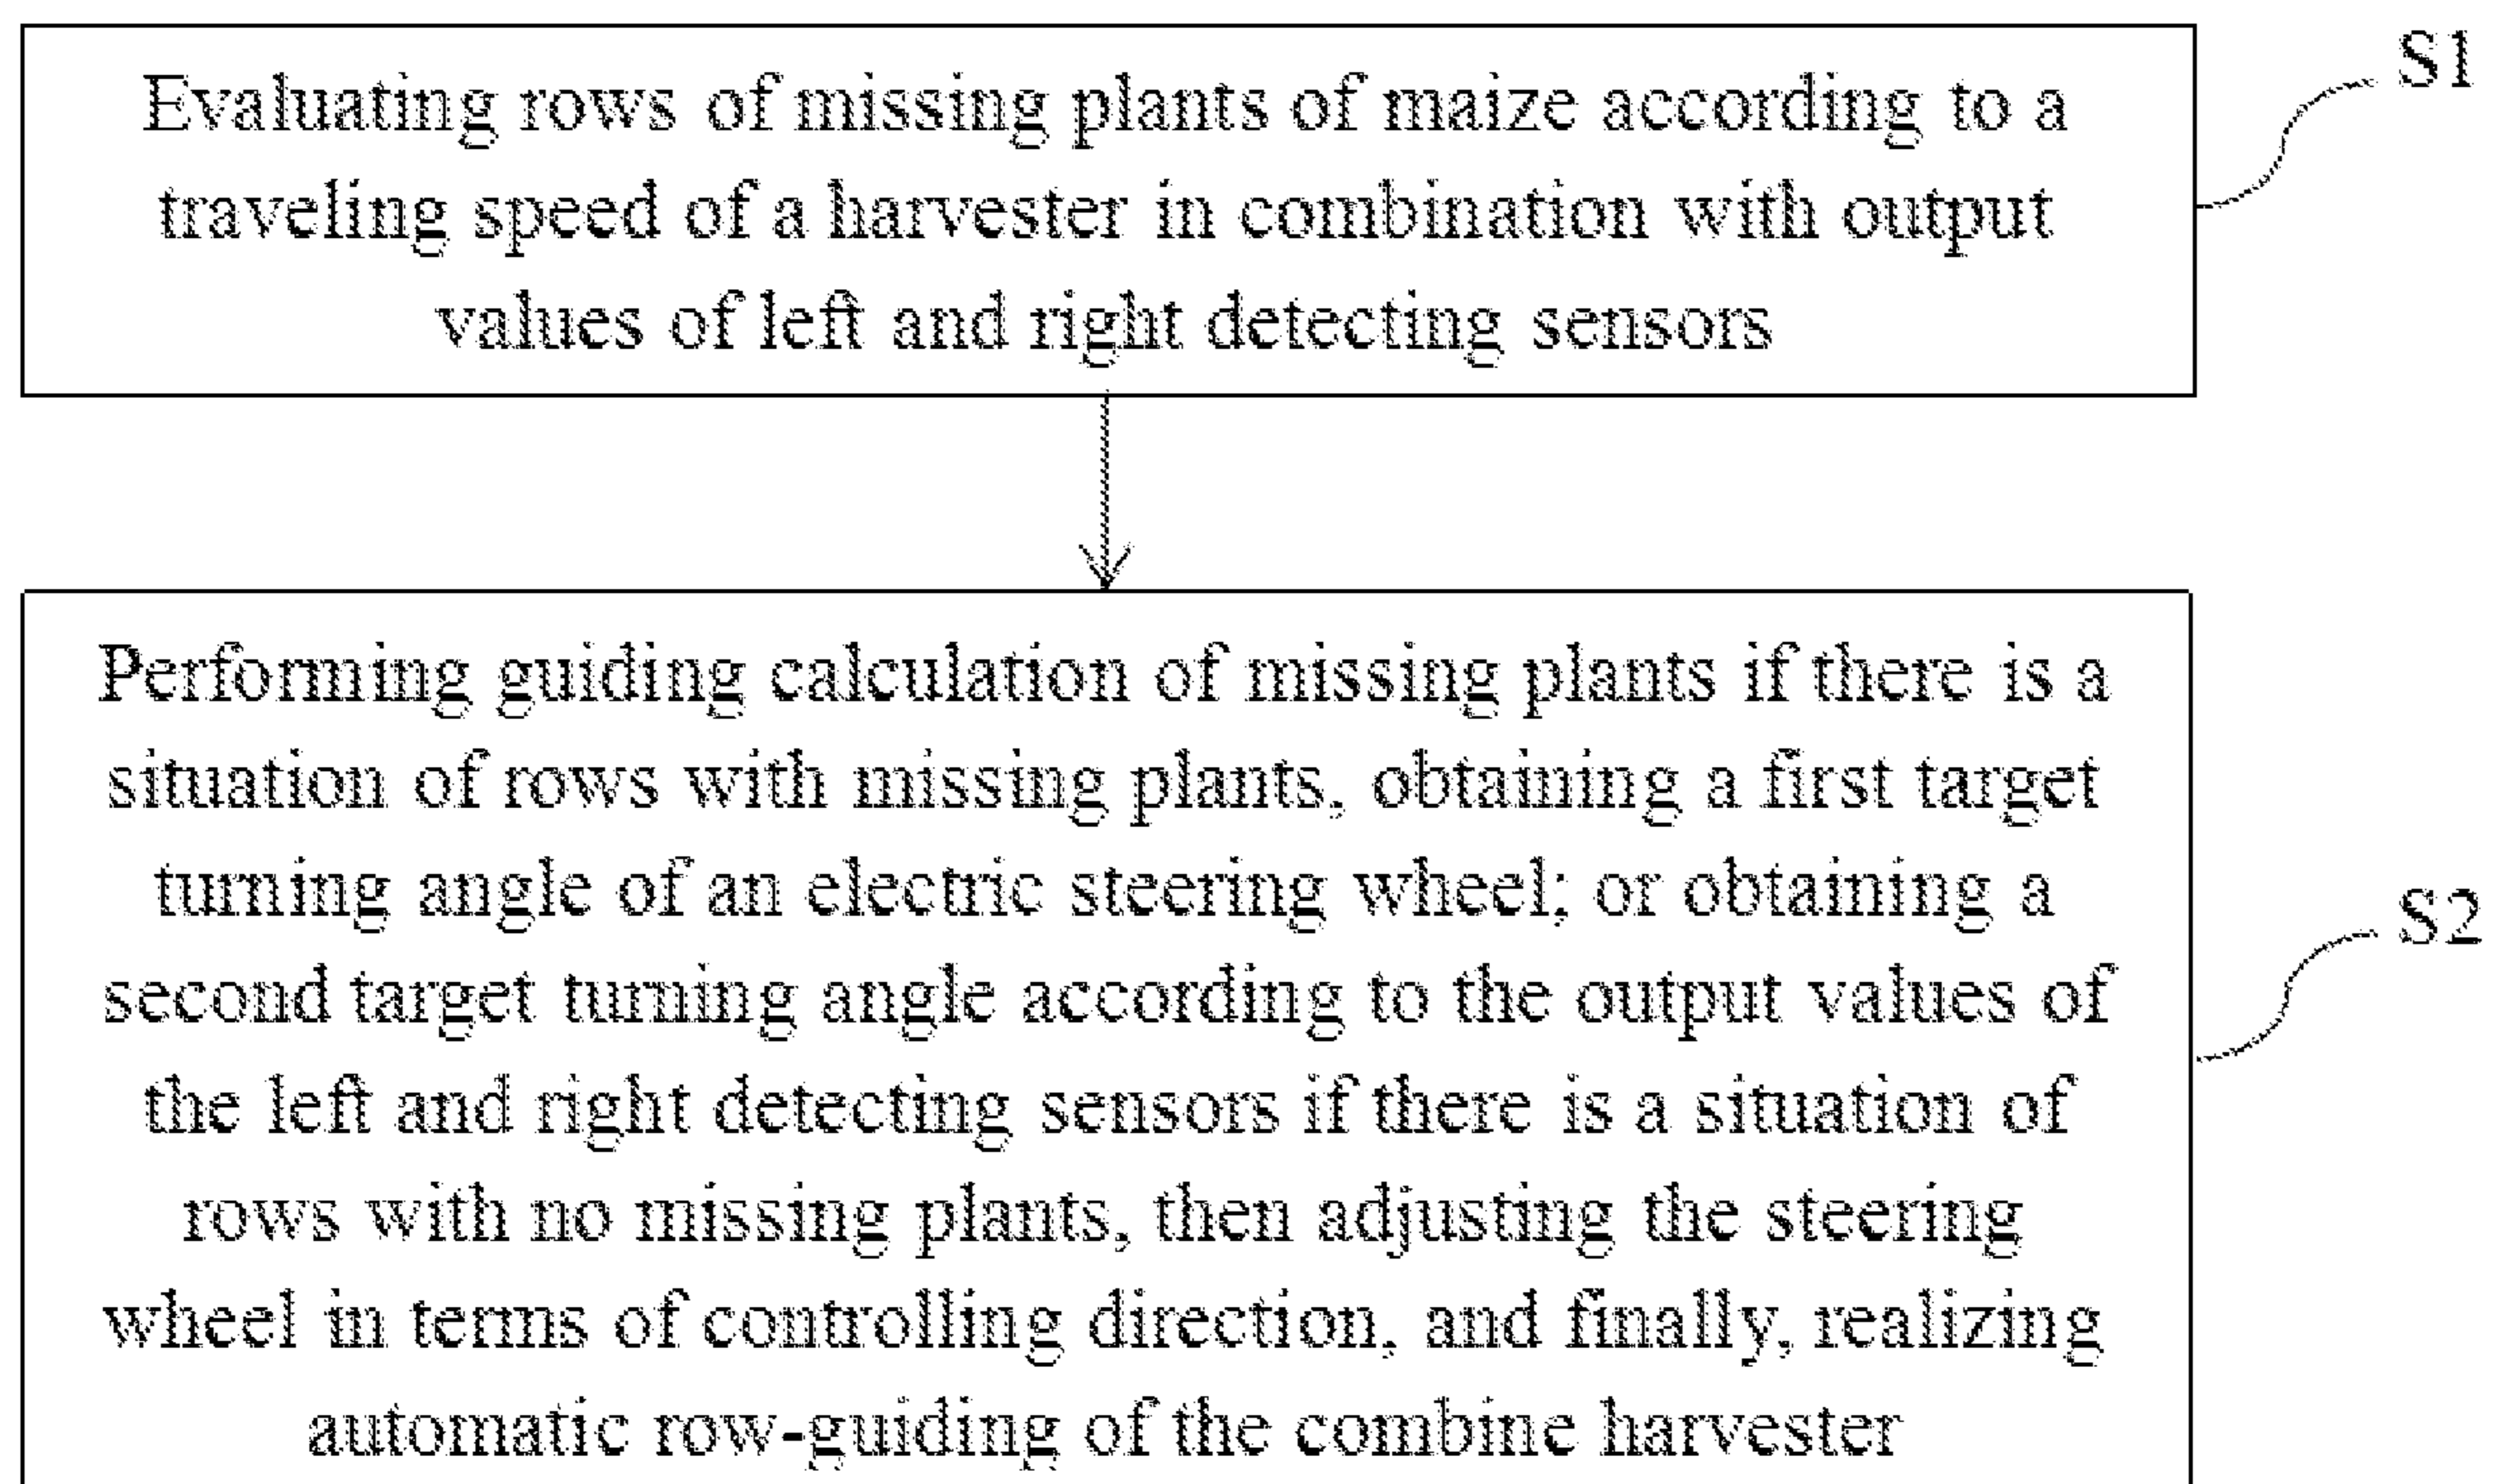 Evaluating rows of missing plants of maize according to a
traveling speed of a harvester in combination with output
values of left and right detecting sensors
S1
Performing guiding calculation of missing plants if there is a
situation of rows with missing plants, obtaining a first target
turning angle of an electric steering wheel; or obtaining a
second target turning angle according to the output values of
the left and right detecting sensors if there is a situation of
rows with no missing plants, then adjusting the steering
wheel in terms of controlling direction, and finally, realizing
automatic row-guiding of the combine harvester
S2